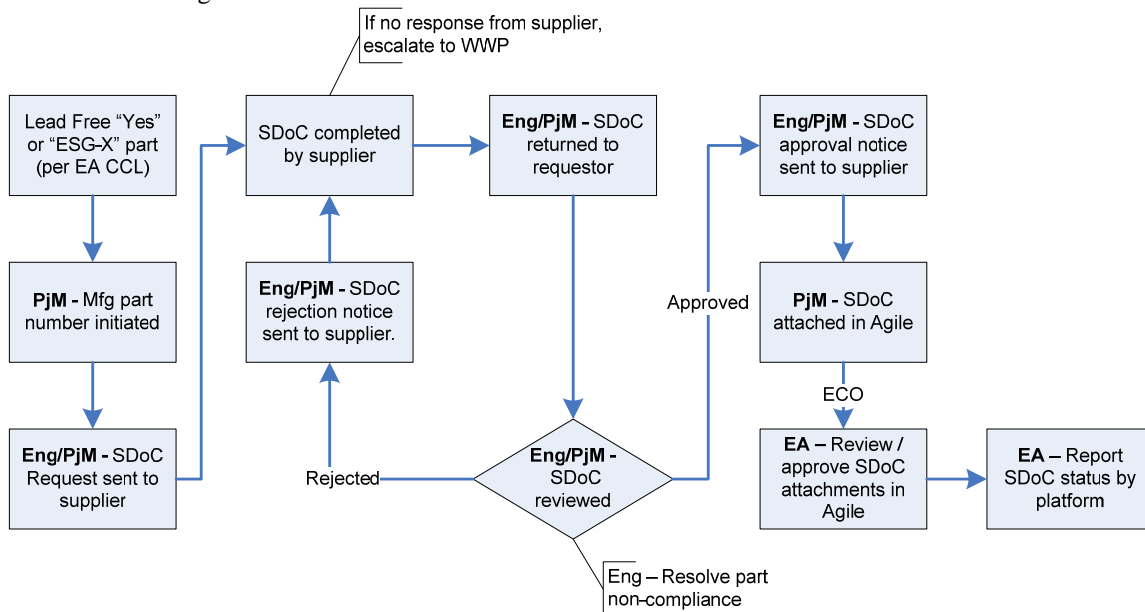 If no response from supplier,
escalate to WWP
Lead Free “Yes”
or “ESG-X” part
(per EA CCL)
SDoC completed
by supplier
Eng/PjM - SDoC
returned to
requestor
Eng/PjM - SDoC
approval notice
sent to supplier
PjM - Mfg part
number initiated
Eng/PjM - SDoC
rejection notice
sent to supplier.
Approved
PjM - SDoC
attached in Agile
ECO
Eng/PjM - SDoC
Request sent to
supplier
Rejected
Eng/PjM -
SDoC
reviewed
EA – Review /
approve SDoC
attachments in
Agile
EA – Report
SDoC status by
platform
Eng – Resolve part
non-compliance